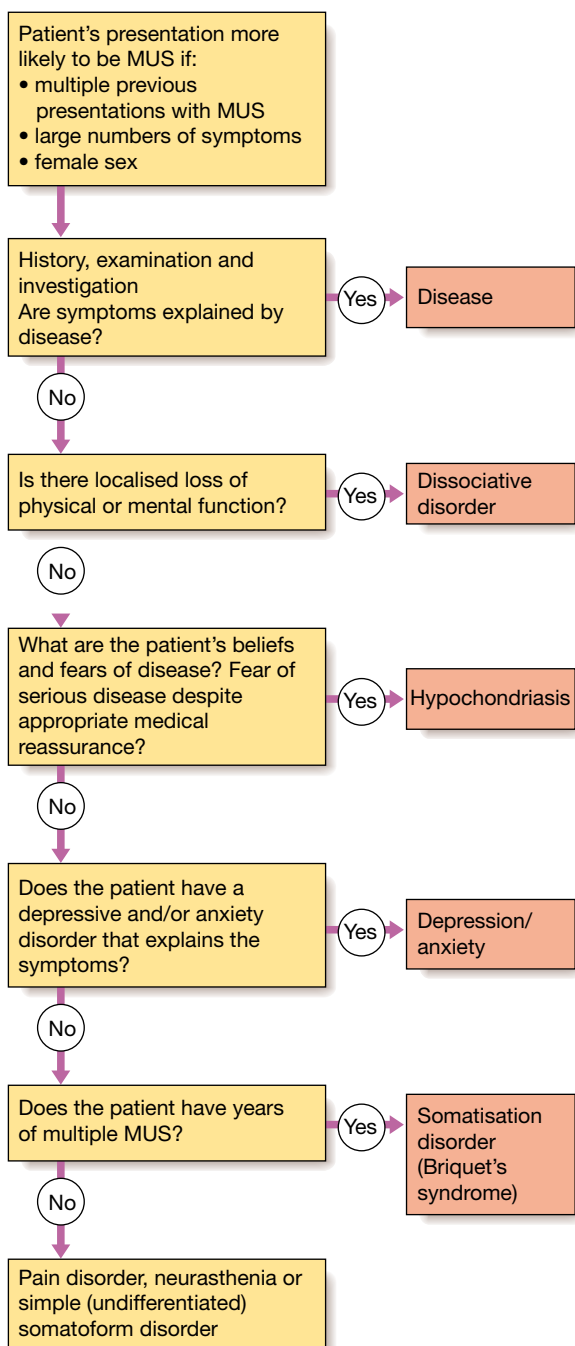 Patient’s presentation more
likely to be MUS if:
• multiple previous
presentations with MUS
• large numbers of symptoms
• female sex
History, examination and
investigation
Are symptoms explained by
disease?
Yes
Disease
No
Is there localised loss of
physical or mental function?
Yes
Dissociative
disorder
No
What are the patient’s beliefs
and fears of disease? Fear of
serious disease despite
appropriate medical
reassurance?
Yes
Hypochondriasis
No
Does the patient have a
depressive and/or anxiety
disorder that explains the
symptoms?
Yes
Depression/
anxiety
No
Does the patient have years
of multiple MUS?
Yes
Somatisation
disorder
(Briquet’s
syndrome)
No
Pain disorder, neurasthenia or
simple (undifferentiated)
somatoform disorder